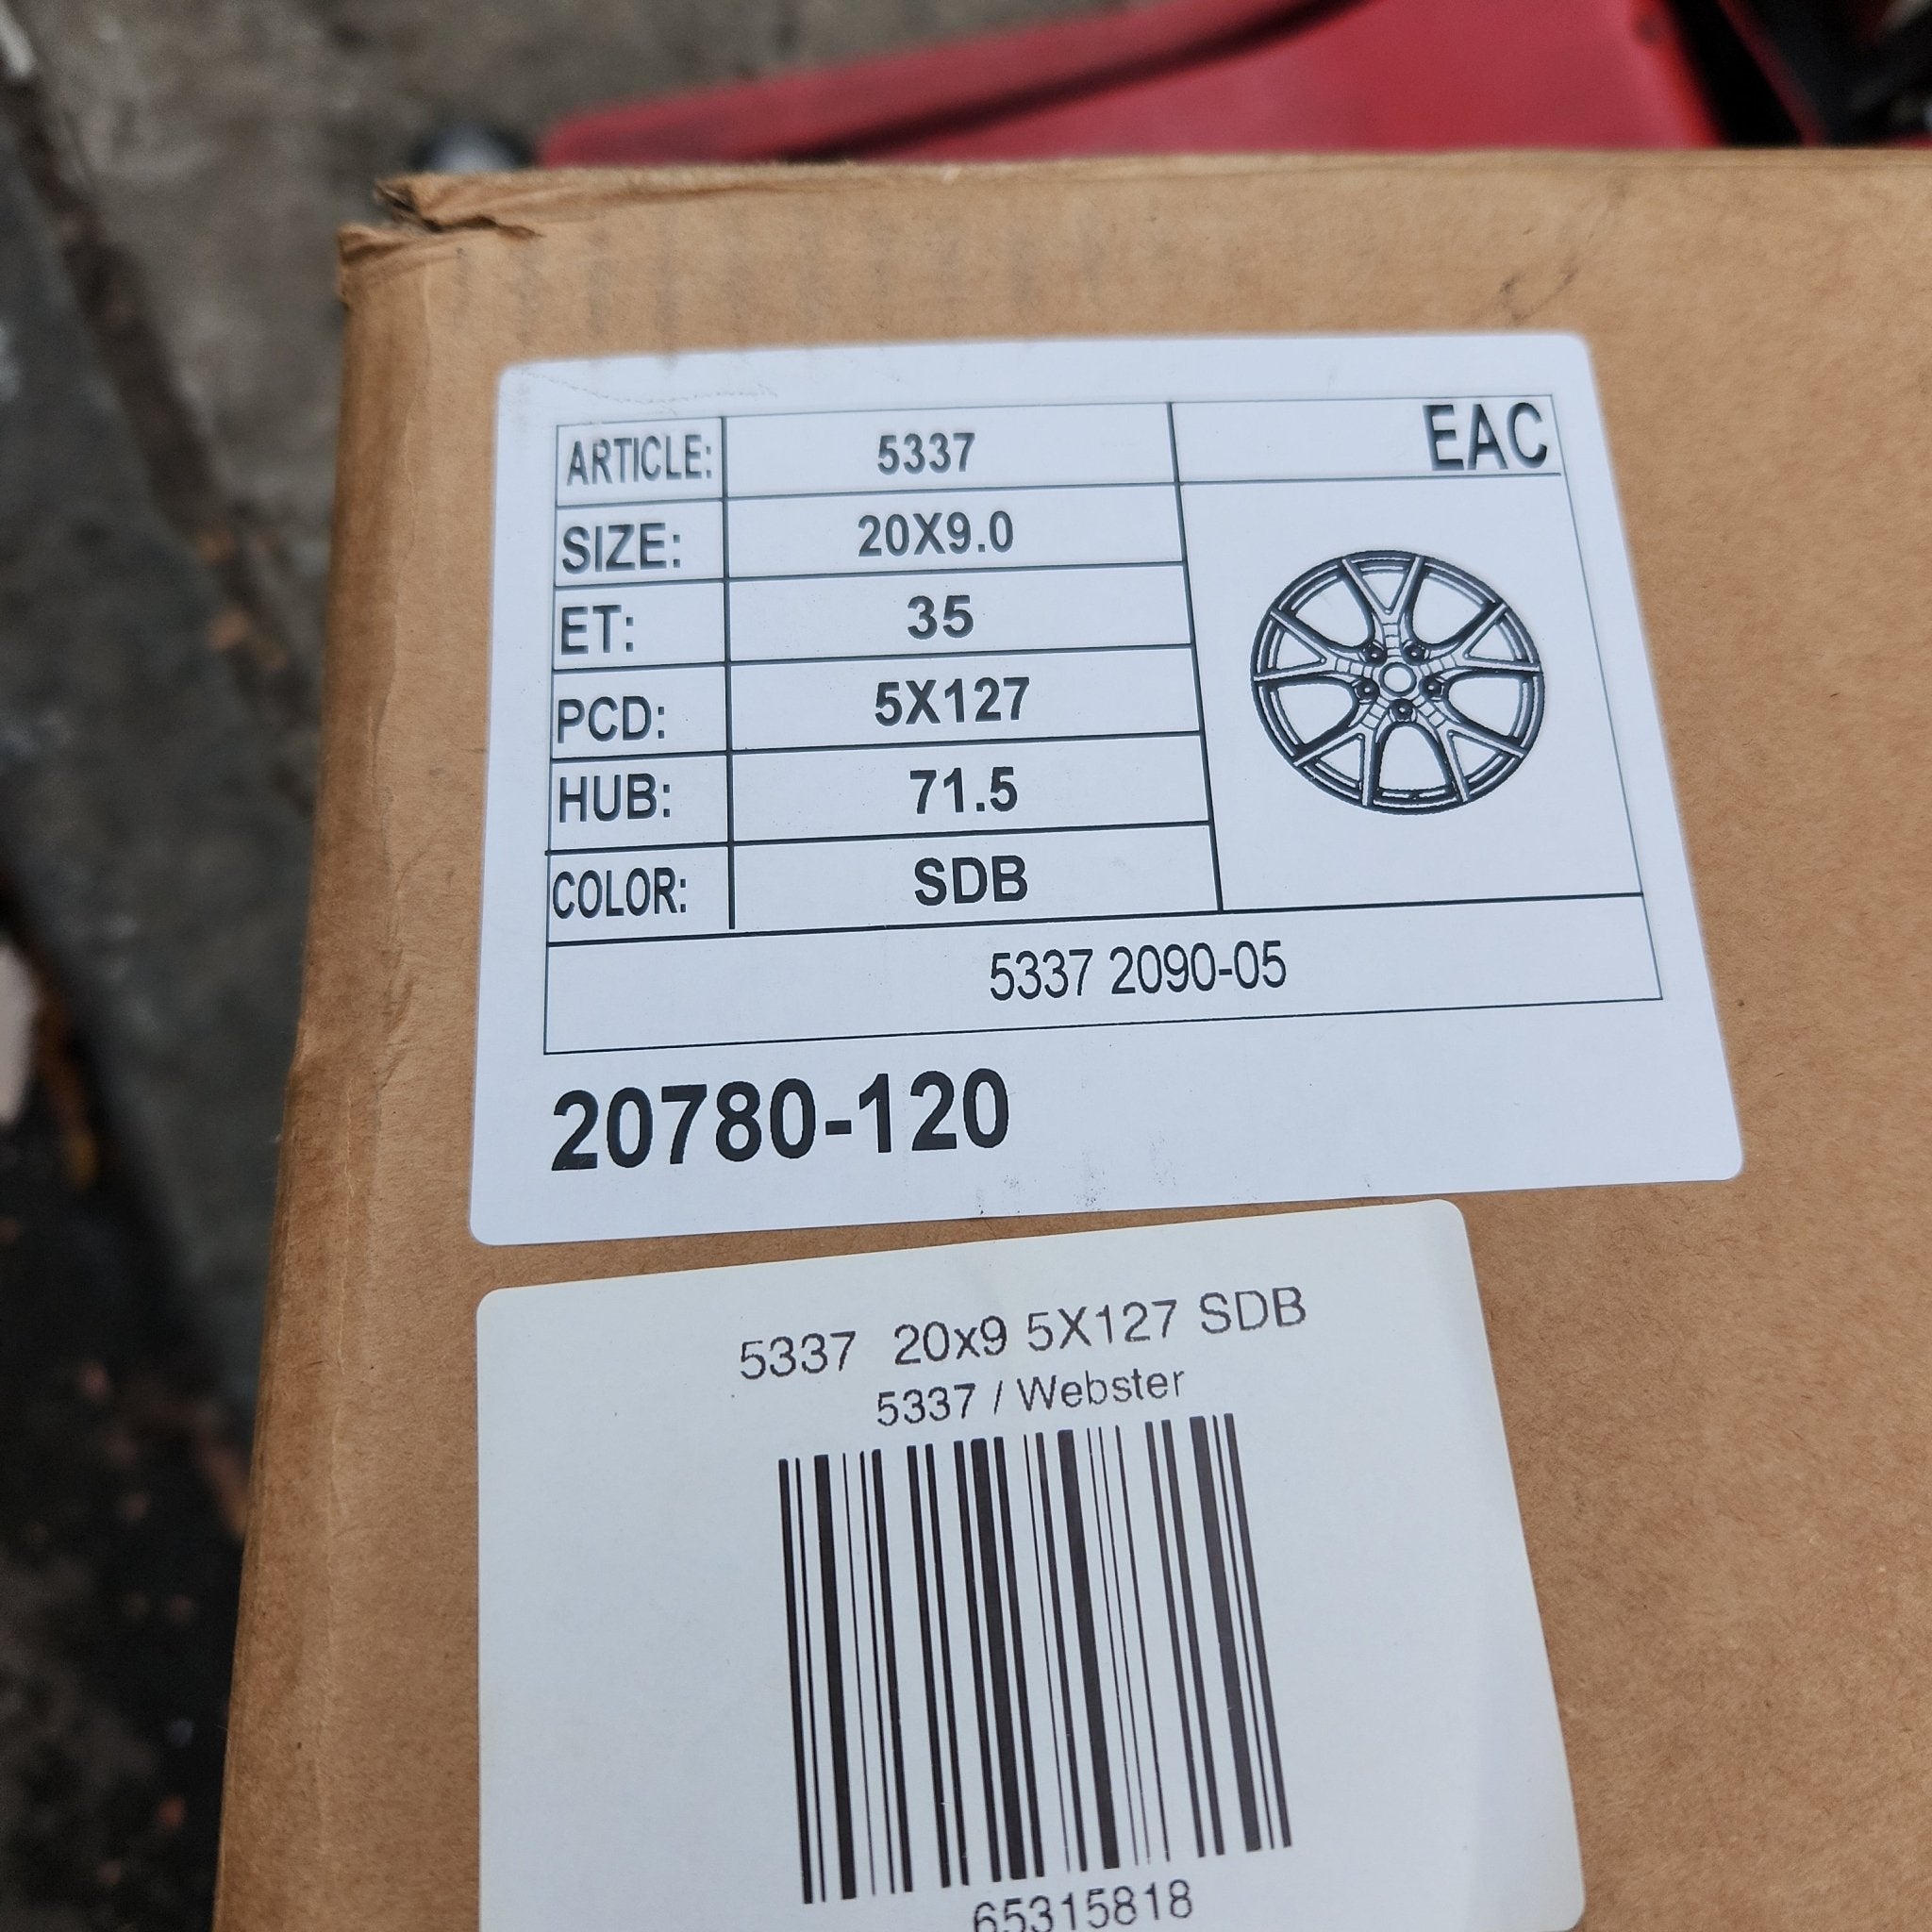 ARTICLE: 5337 EAC
SIZE: 20X9.0
ET: 35
PCD: 5X127
HUB: 71.5
COLOR: SDB
5337 2090-05
20780-120
5337 20x9 5X127 SDB
5337 / Webster
65315818